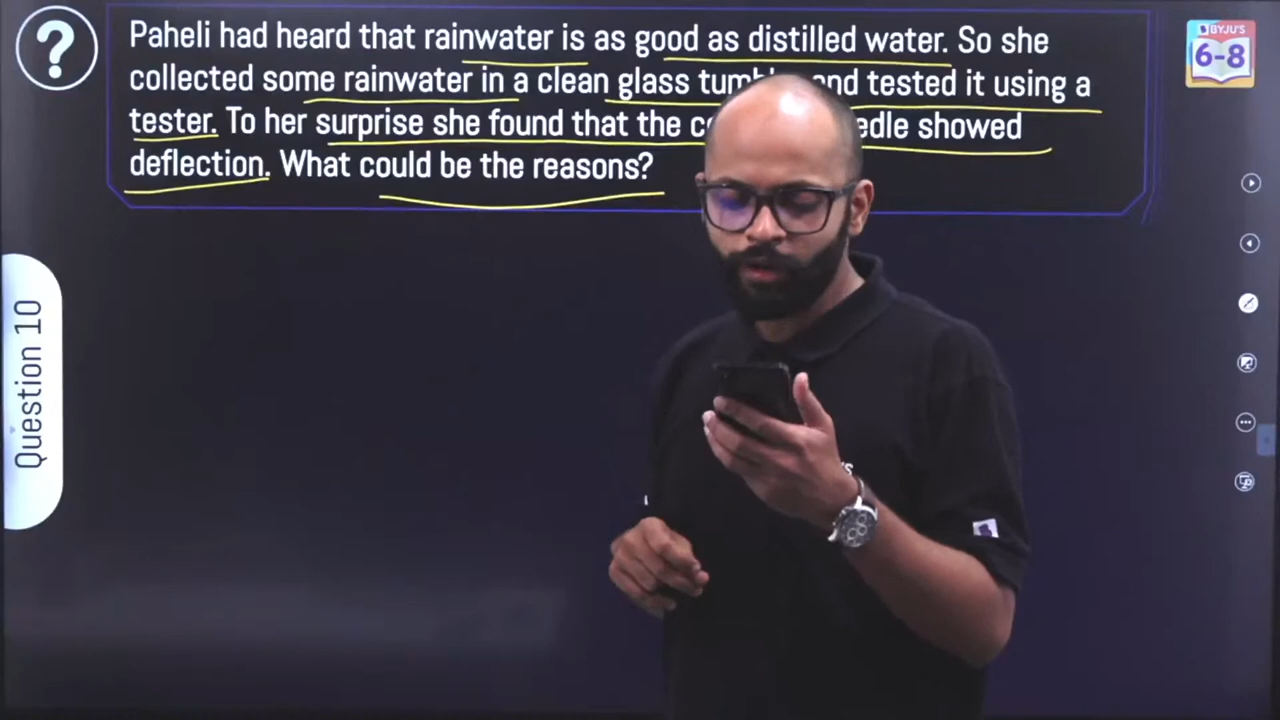 ?
Paheli had heard that rainwater is as good as distilled water. So she
collected some rainwater in a clean glass and tested it using a
tester. To her surprise she found that the showed
deflection. What could be the reasons?
BYJU'S
6-8
Question 10